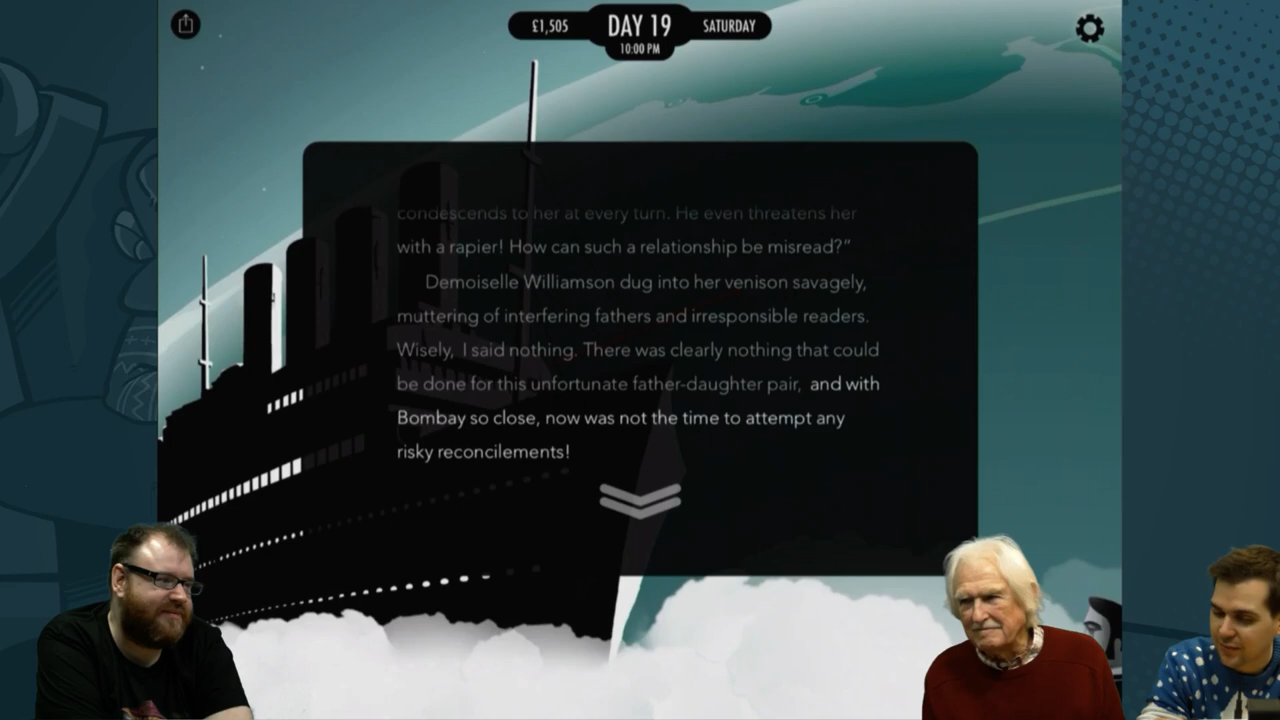 £1,505
DAY 19
SATURDAY
10:00 PM
condescends to her at every turn. He even threatens her
with a rapier! How can such a relationship be misread?"
Demoiselle Williamson dug into her venison savagely,
muttering of interfering fathers and irresponsible readers.
Wisely, I said nothing. There was clearly nothing that could
be done for this unfortunate father-daughter pair, and with
Bombay so close, now was not the time to attempt any
risky reconcilements!